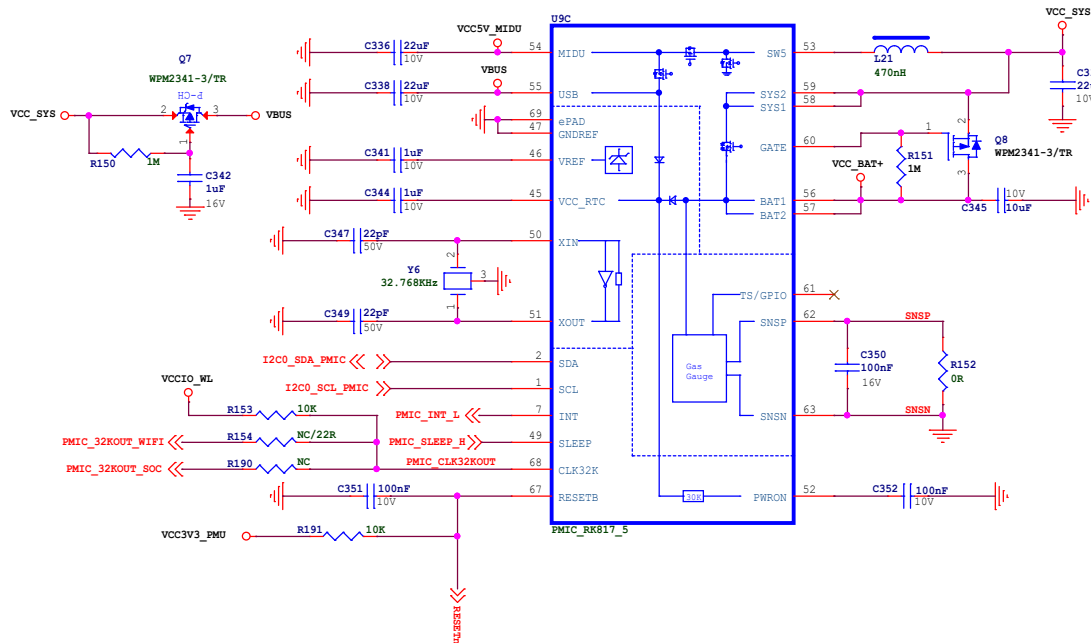 U9C
VCC5V_MIDU
VCC_SYS
C336 22uF
10V
54 MIDU
SW5 53
L21
470nH
C33
22u
10V
Q7
WPM2341-3/TR
P-CH
VBUS
C338 22uF
10V
55 USB
SYS2 59
SYS1 58
VCC_SYS
2
3
VBUS
1
69 ePAD
47 GNDREF
GATE 60
1
2
3
Q8
WPM2341-3/TR
R150 1M
C342
1uF
16V
C341 1uF
10V
46 VREF
R151
1M
VCC_BAT+
C344 1uF
10V
45 VCC_RTC
BAT1 56
BAT2 57
C345
10V
10uF
C347 22pF
50V
50 XIN
Y6
32.768KHz
2
3
1
TS/GPIO 61
C349 22pF
50V
51 XOUT
SNSP 62
SNSP
Gas
Gauge
C350
100nF
16V
R152
0R
I2C0_SDA_PMIC
2 SDA
I2C0_SCL_PMIC
1 SCL
VCCIO_WL
R153 10K
PMIC_INT_L
7 INT
SNSN 63
SNSN
PMIC_32KOUT_WIFI
R154 NC/22R
PMIC_SLEEP_H
49 SLEEP
PMIC_32KOUT_SOC
R190 NC
PMIC_CLK32KOUT
68 CLK32K
C351 100nF
10V
67 RESETB
30K
PWRON 52
C352 100nF
10V
VCC3V3_PMU
R191 10K
PMIC_RK817_5
RESETn